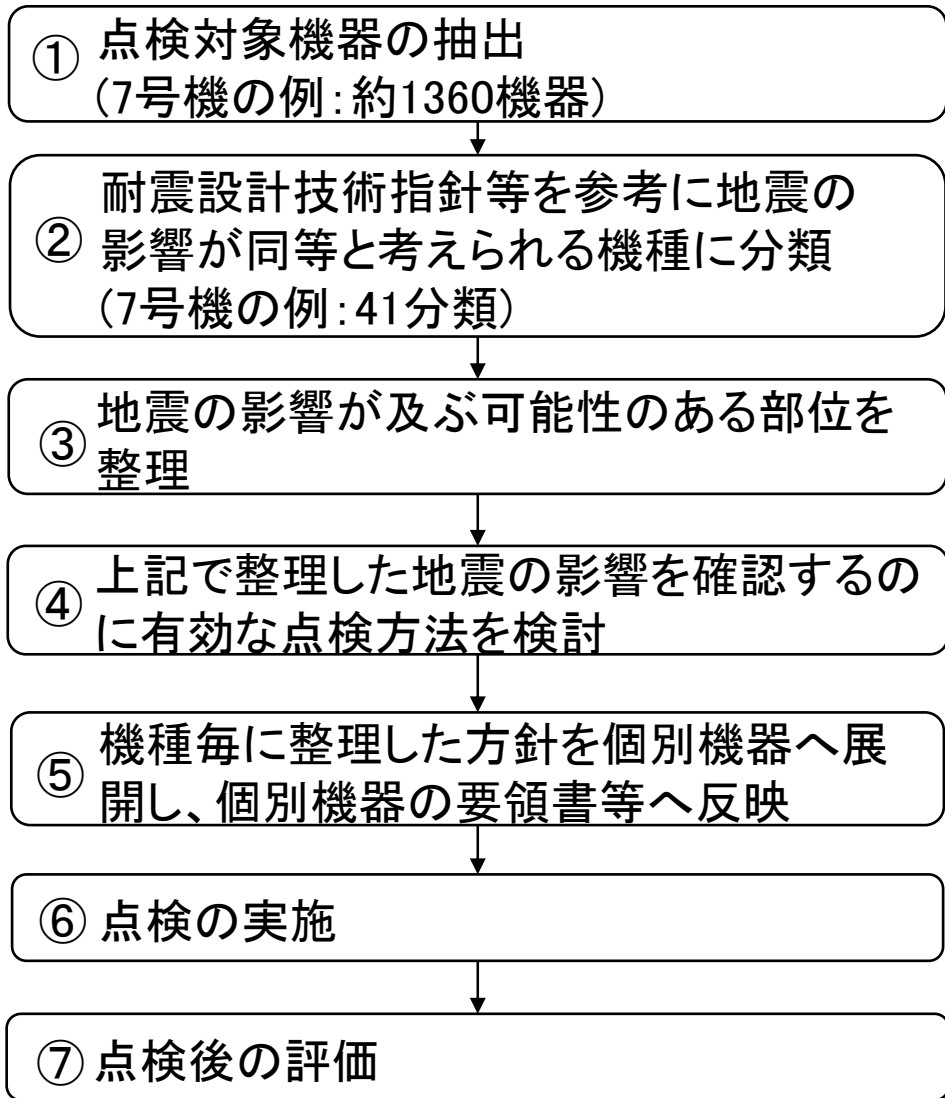 ① 点検対象機器の抽出
(7号機の例：約1360機器)
② 耐震設計技術指針等を参考に地震の
影響が同等と考えられる機種に分類
(7号機の例：41分類)
③ 地震の影響が及ぶ可能性のある部位を
整理
④ 上記で整理した地震の影響を確認するの
に有効な点検方法を検討
⑤ 機種毎に整理した方針を個別機器へ展
開し、個別機器の要領書等へ反映
⑥ 点検の実施
⑦ 点検後の評価